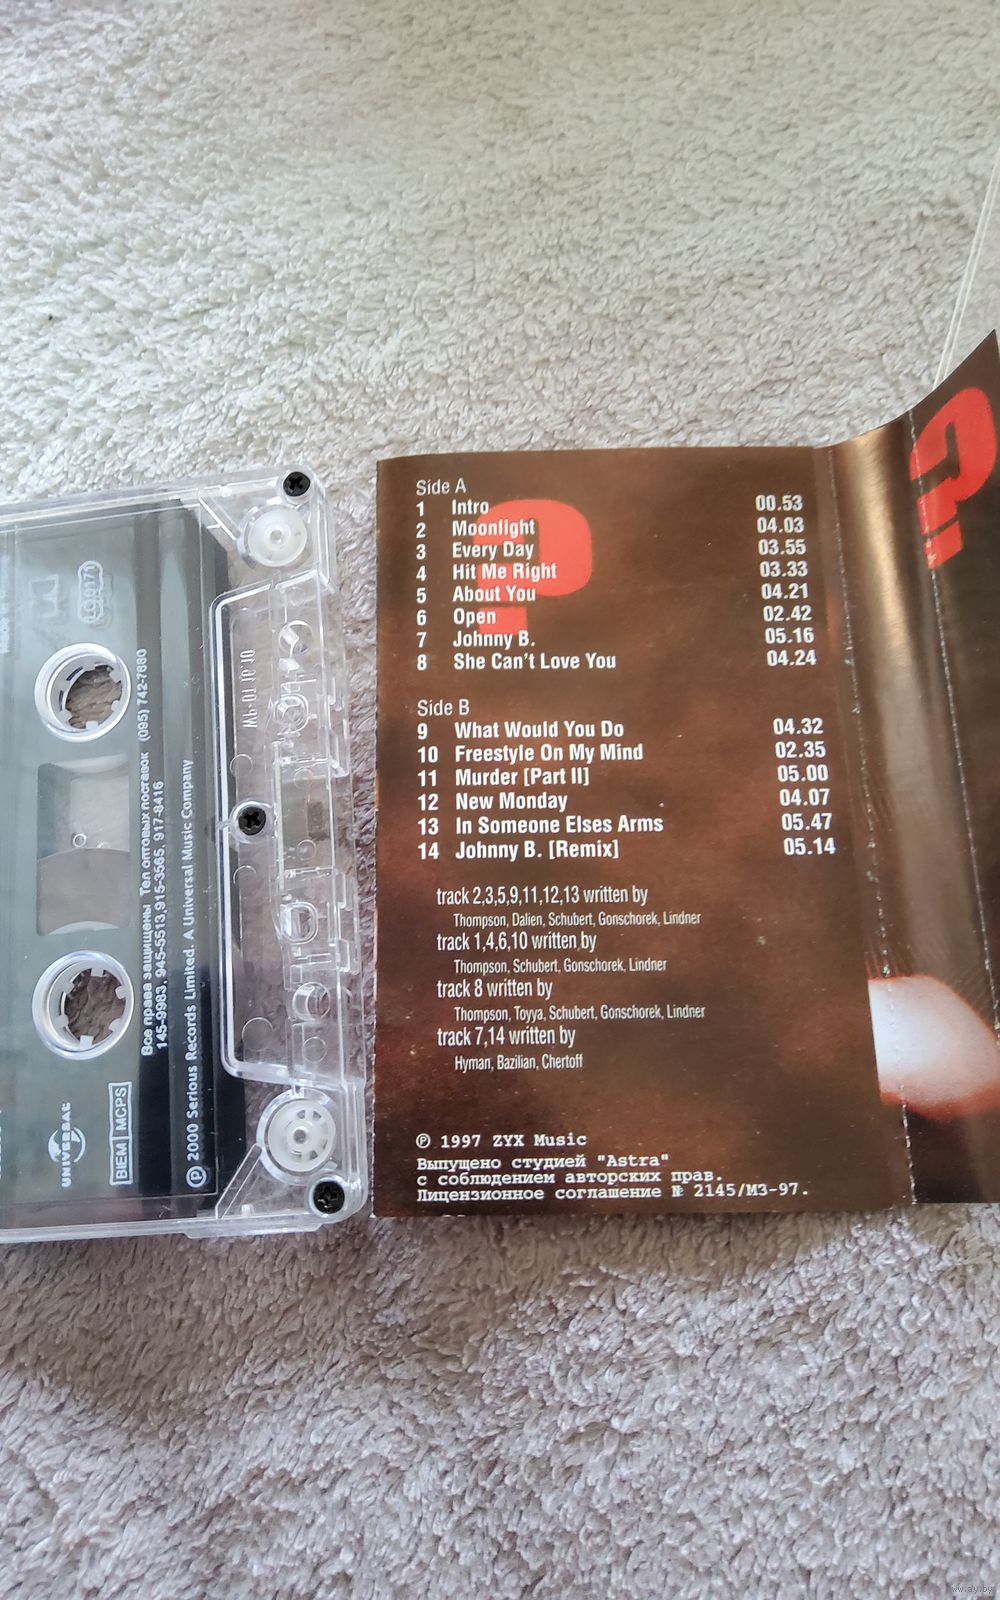 Side A
1 Intro 00.53
2 Moonlight 04.03
3 Every Day 03.55
4 Hit Me Right 03.33
5 About You 04.21
6 Open 02.42
7 Johnny B. 05.16
8 She Can't Love You 04.24
Side B
9 What Would You Do 04.32
10 Freestyle On My Mind 02.35
11 Murder [Part II] 05.00
12 New Monday 04.07
13 In Someone Elses Arms 05.47
14 Johnny B. [Remix] 05.14
track 2,3,5,9,11,12,13 written by
Thompson, Dalien, Schubert, Gonschorek, Lindner
track 1,4,6,10 written by
Thompson, Schubert, Gonschorek, Lindner
track 8 written by
Thompson, Toyya, Schubert, Gonschorek, Lindner
track 7,14 written by
Hyman, Bazilian, Chertoff
℗ 1997 ZYX Music
Выпущено студией "Astra"
с соблюдением авторских прав.
Лицензионное соглашение № 2145/МЗ-97.
?
?
UNIVERSAL
BIEM MCPS
Все права защищены Тел оптовых поставок (095) 742-7680
145-9983, 945-5513, 915-3565, 917-8416
℗ 2000 Serious Records Limited. A Universal Music Company